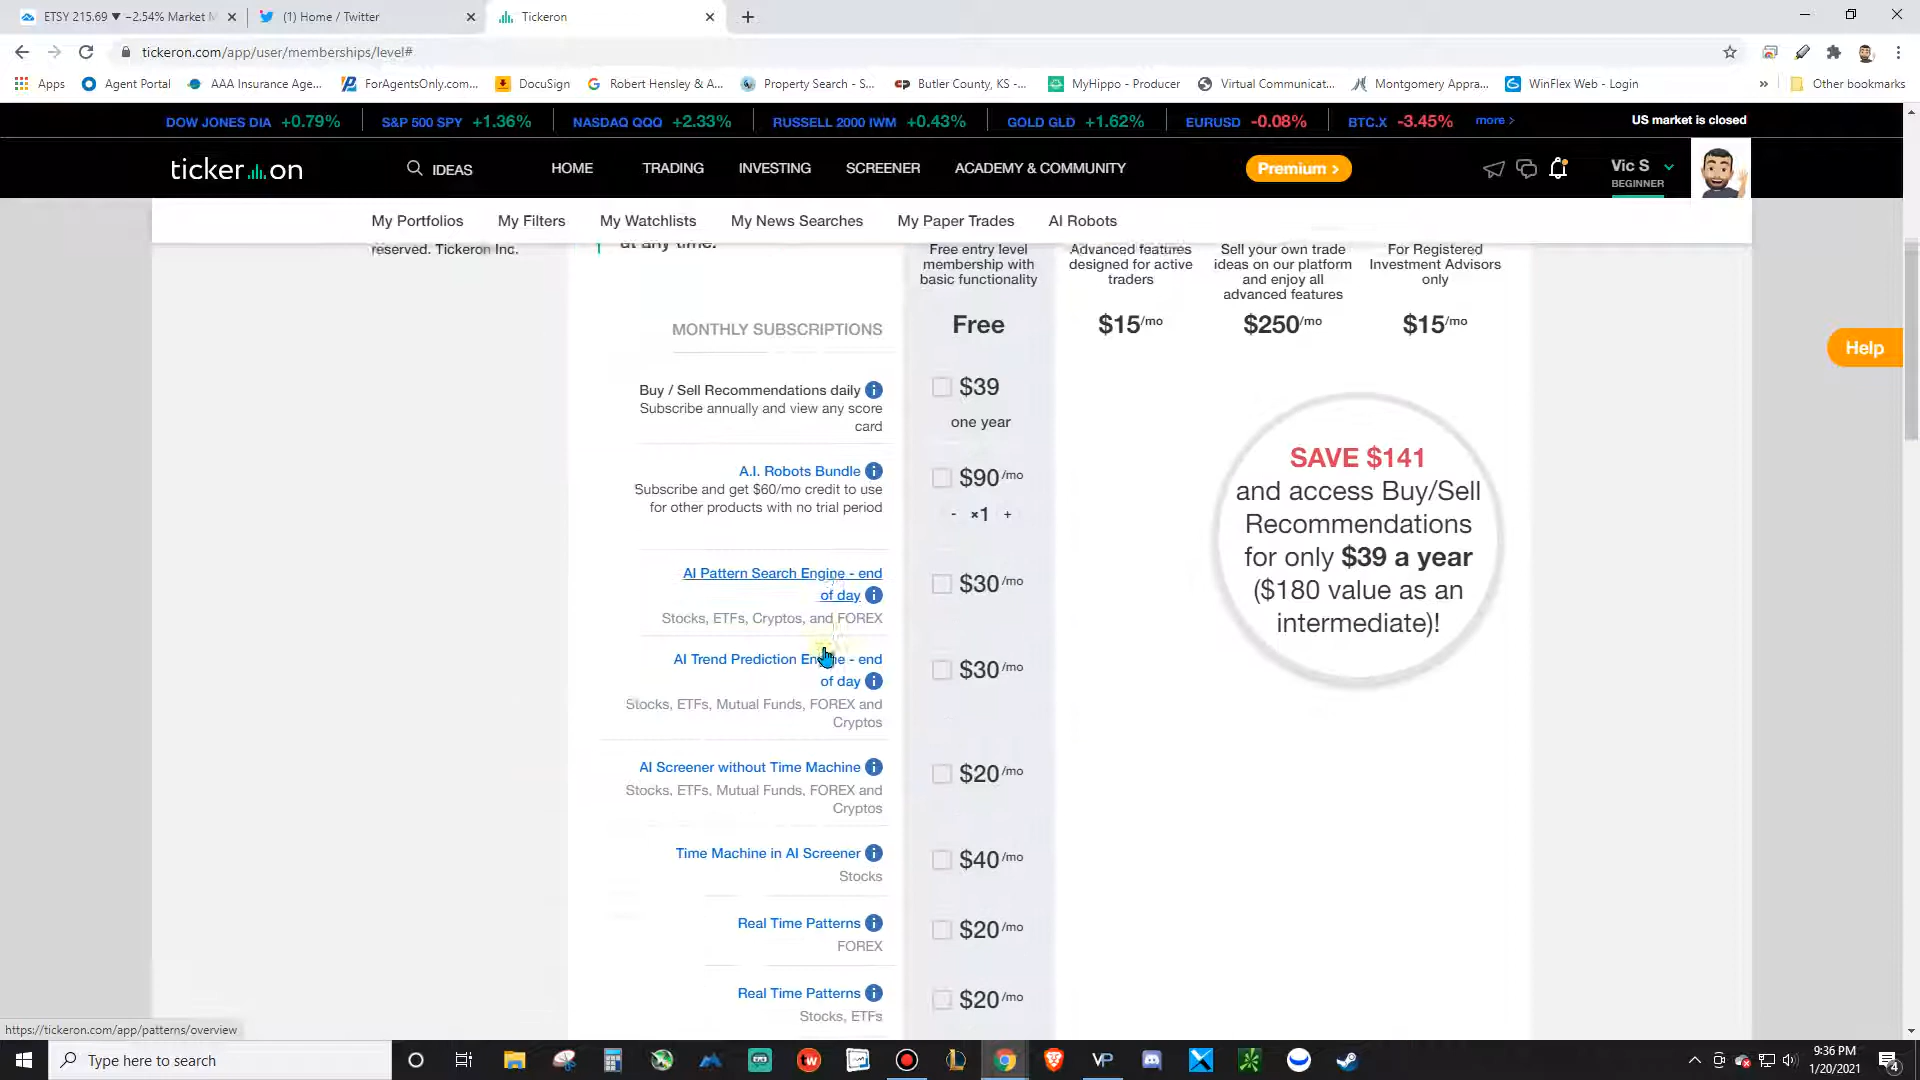 ETSY 215.69 ▼ −2.54% Market M
(1) Home / Twitter
Tickeron
tickeron.com/app/user/memberships/level#
Apps
Agent Portal
AAA Insurance Age...
ForAgentsOnly.com...
DocuSign
Robert Hensley & A...
Property Search - S...
Butler County, KS -...
MyHippo - Producer
Virtual Communicat...
Montgomery Appra...
WinFlex Web - Login
»
Other bookmarks
DOW JONES DIA +0.79%
S&P 500 SPY +1.36%
NASDAQ QQQ +2.33%
RUSSELL 2000 IWM +0.43%
GOLD GLD +1.62%
EURUSD -0.08%
BTC.X -3.45%
more >
US market is closed
tickeron
IDEAS
HOME
TRADING
INVESTING
SCREENER
ACADEMY & COMMUNITY
Premium >
Vic S
BEGINNER
My Portfolios
My Filters
My Watchlists
My News Searches
My Paper Trades
AI Robots
reserved. Tickeron Inc.
at any time.
Free entry level
membership with
basic functionality
Advanced features
designed for active
traders
Sell your own trade
ideas on our platform
and enjoy all
advanced features
For Registered
Investment Advisors
only
MONTHLY SUBSCRIPTIONS
Free
$15/mo
$250/mo
$15/mo
Help
Buy / Sell Recommendations daily i
Subscribe annually and view any score
card
$39
one year
A.I. Robots Bundle i
Subscribe and get $60/mo credit to use
for other products with no trial period
$90/mo
- ×1 +
AI Pattern Search Engine - end
of day i
Stocks, ETFs, Cryptos, and FOREX
$30/mo
AI Trend Prediction Engine - end
of day i
Stocks, ETFs, Mutual Funds, FOREX and
Cryptos
$30/mo
AI Screener without Time Machine i
Stocks, ETFs, Mutual Funds, FOREX and
Cryptos
$20/mo
Time Machine in AI Screener i
Stocks
$40/mo
Real Time Patterns i
FOREX
$20/mo
Real Time Patterns i
Stocks, ETFs
$20/mo
SAVE $141
and access Buy/Sell
Recommendations
for only $39 a year
($180 value as an
intermediate)!
https://tickeron.com/app/patterns/overview
Type here to search
tw
VP
9:36 PM
1/20/2021
4